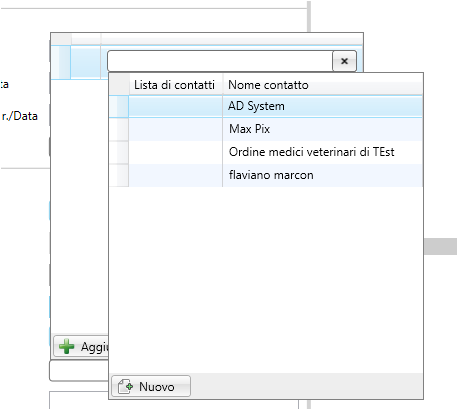 ta
r./Data
Lista di contatti Nome contatto
AD System
Max Pix
Ordine medici veterinari di TEst
flaviano marcon
Aggiu
Nuovo